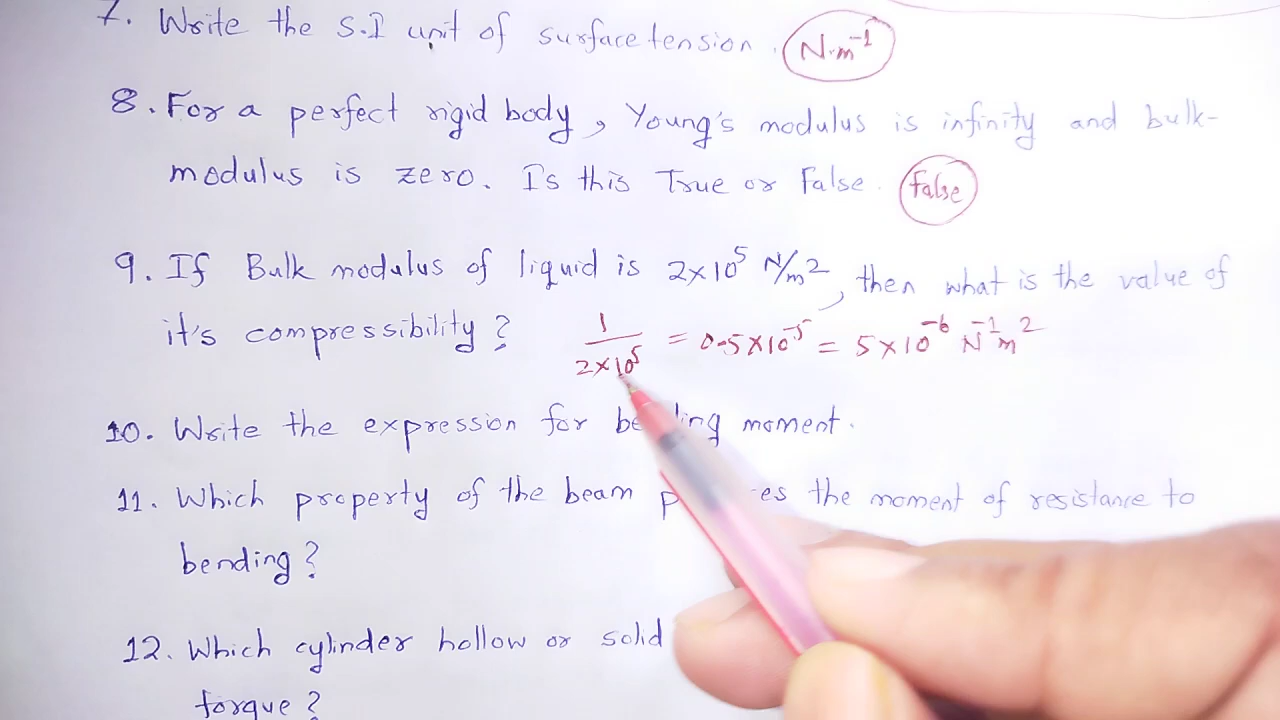 7. Write the S.I unit of surface tension. N·m⁻¹
8. For a perfect rigid body, Young's modulus is infinity and bulk-
modulus is zero. Is this True or False. False
9. If Bulk modulus of liquid is 2×10⁵ N/m², then what is the value of
it's compressibility? 1/2×10⁵ = 0.5×10⁻⁵ = 5×10⁻⁶ N⁻¹m²
10. Write the expression for bending moment.
11. Which property of the beam the moment of resistance to
bending?
12. Which cylinder hollow or solid
torque?